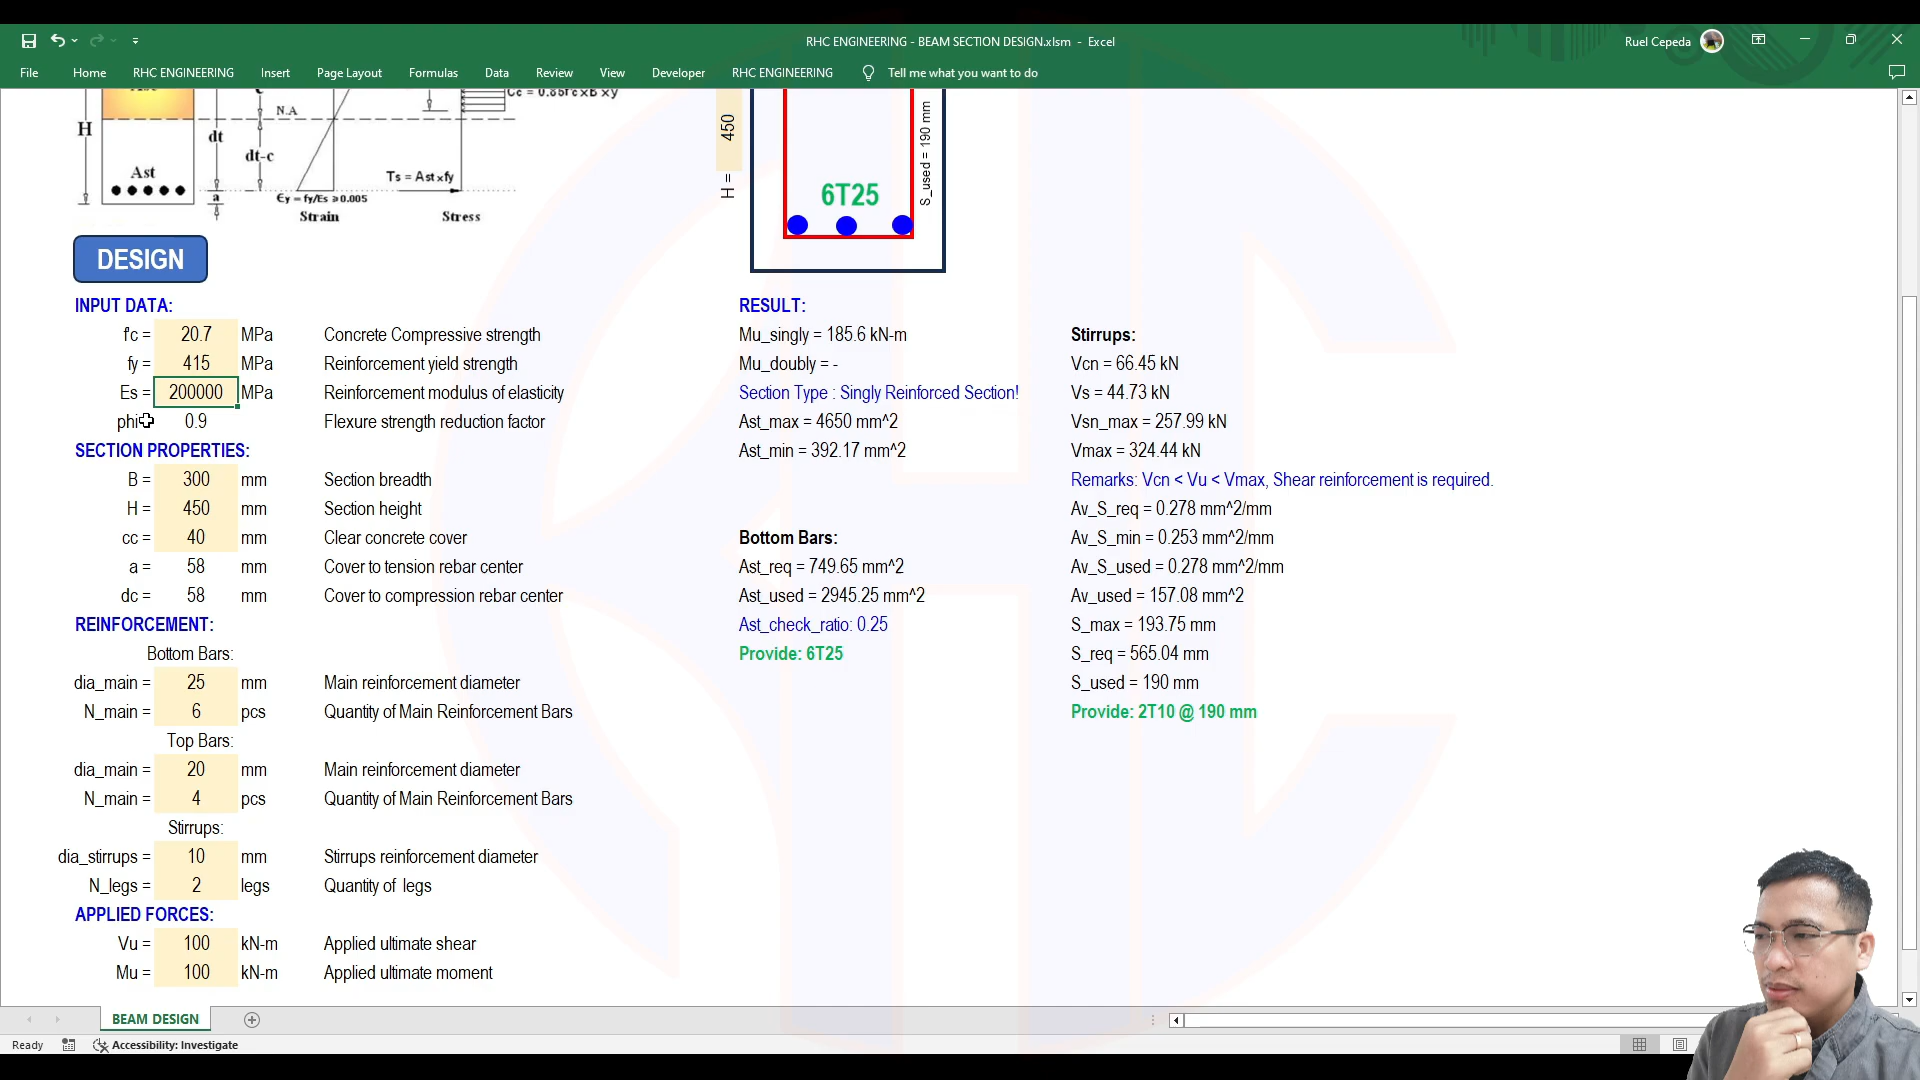 RHC ENGINEERING - BEAM SECTION DESIGN.xlsm - Excel
Ruel Cepeda
File Home RHC ENGINEERING Insert Page Layout Formulas Data Review View Developer RHC ENGINEERING Tell me what you want to do
N.A
H
dt
dt-c
Ast
Ts = Ast×fy
a
Єy = fy/Es ≥ 0.005
Strain Stress
H = 450
6T25
S_used = 190 mm
DESIGN
INPUT DATA:
f'c = 20.7 MPa Concrete Compressive strength
fy = 415 MPa Reinforcement yield strength
Es = 200000 MPa Reinforcement modulus of elasticity
phi 0.9 Flexure strength reduction factor
SECTION PROPERTIES:
B = 300 mm Section breadth
H = 450 mm Section height
cc = 40 mm Clear concrete cover
a = 58 mm Cover to tension rebar center
dc = 58 mm Cover to compression rebar center
REINFORCEMENT:
Bottom Bars:
dia_main = 25 mm Main reinforcement diameter
N_main = 6 pcs Quantity of Main Reinforcement Bars
Top Bars:
dia_main = 20 mm Main reinforcement diameter
N_main = 4 pcs Quantity of Main Reinforcement Bars
Stirrups:
dia_stirrups = 10 mm Stirrups reinforcement diameter
N_legs = 2 legs Quantity of legs
APPLIED FORCES:
Vu = 100 kN-m Applied ultimate shear
Mu = 100 kN-m Applied ultimate moment
RESULT:
Mu_singly = 185.6 kN-m
Mu_doubly = -
Section Type : Singly Reinforced Section!
Ast_max = 4650 mm^2
Ast_min = 392.17 mm^2
Bottom Bars:
Ast_req = 749.65 mm^2
Ast_used = 2945.25 mm^2
Ast_check_ratio: 0.25
Provide: 6T25
Stirrups:
Vcn = 66.45 kN
Vs = 44.73 kN
Vsn_max = 257.99 kN
Vmax = 324.44 kN
Remarks: Vcn < Vu < Vmax, Shear reinforcement is required.
Av_S_req = 0.278 mm^2/mm
Av_S_min = 0.253 mm^2/mm
Av_S_used = 0.278 mm^2/mm
Av_used = 157.08 mm^2
S_max = 193.75 mm
S_req = 565.04 mm
S_used = 190 mm
Provide: 2T10 @ 190 mm
BEAM DESIGN
Ready Accessibility: Investigate